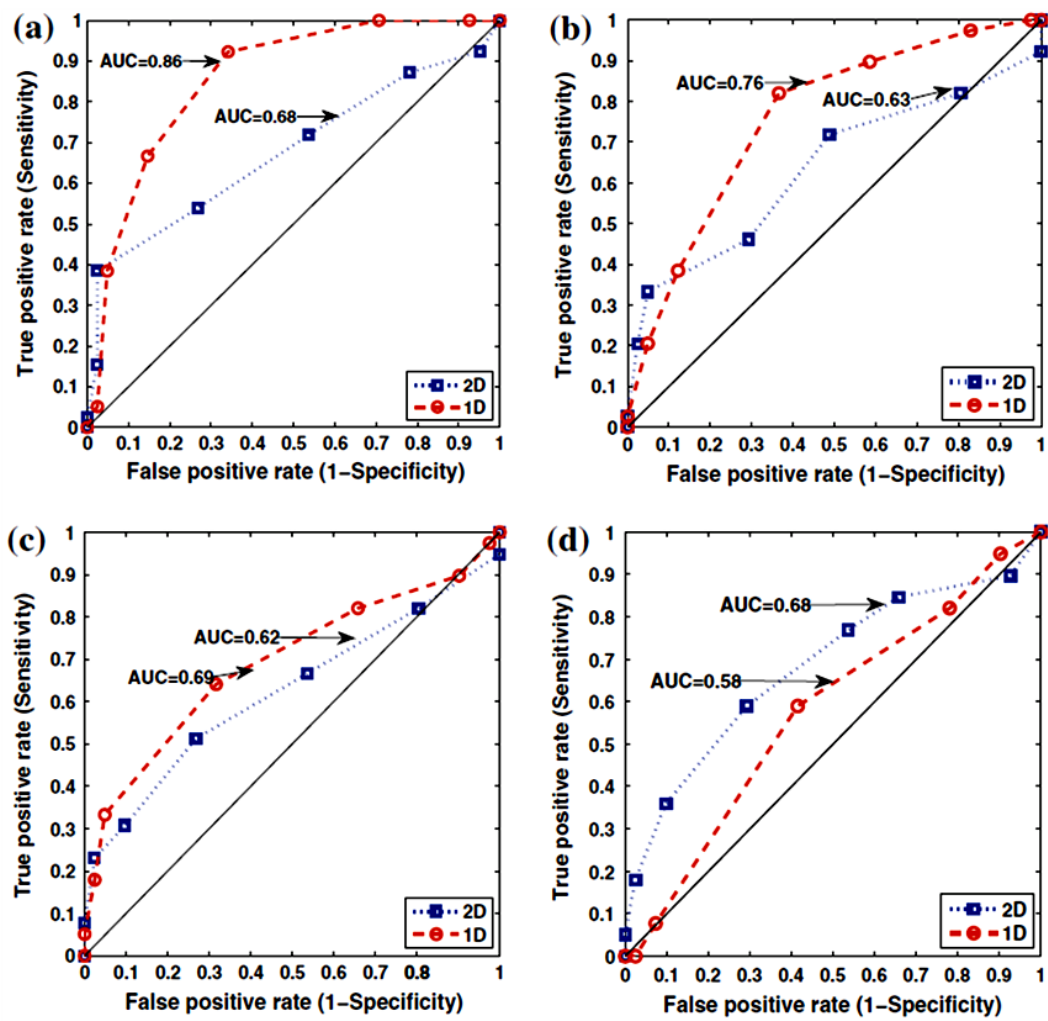 (a)
True positive rate (Sensitivity)
1
0.9
0.8
0.7
0.6
0.5
0.4
0.3
0.2
0.1
0
AUC=0.86
AUC=0.68
2D
1D
0.1 0.2 0.3 0.4 0.5 0.6 0.7 0.8 0.9 1
False positive rate (1−Specificity)
(b)
True positive rate (Sensitivity)
1
0.9
0.8
0.7
0.6
0.5
0.4
0.3
0.2
0.1
0
AUC=0.76
AUC=0.63
2D
1D
0.1 0.2 0.3 0.4 0.5 0.6 0.7 0.8 0.9 1
False positive rate (1−Specificity)
(c)
True positive rate (Sensitivity)
1
0.9
0.8
0.7
0.6
0.5
0.4
0.3
0.2
0.1
0
AUC=0.62
AUC=0.69
2D
1D
0.1 0.2 0.3 0.4 0.5 0.6 0.7 0.8 0.9 1
False positive rate (1−Specificity)
(d)
True positive rate (Sensitivity)
1
0.9
0.8
0.7
0.6
0.5
0.4
0.3
0.2
0.1
0
AUC=0.68
AUC=0.58
2D
1D
0.1 0.2 0.3 0.4 0.5 0.6 0.7 0.8 0.9 1
False positive rate (1−Specificity)